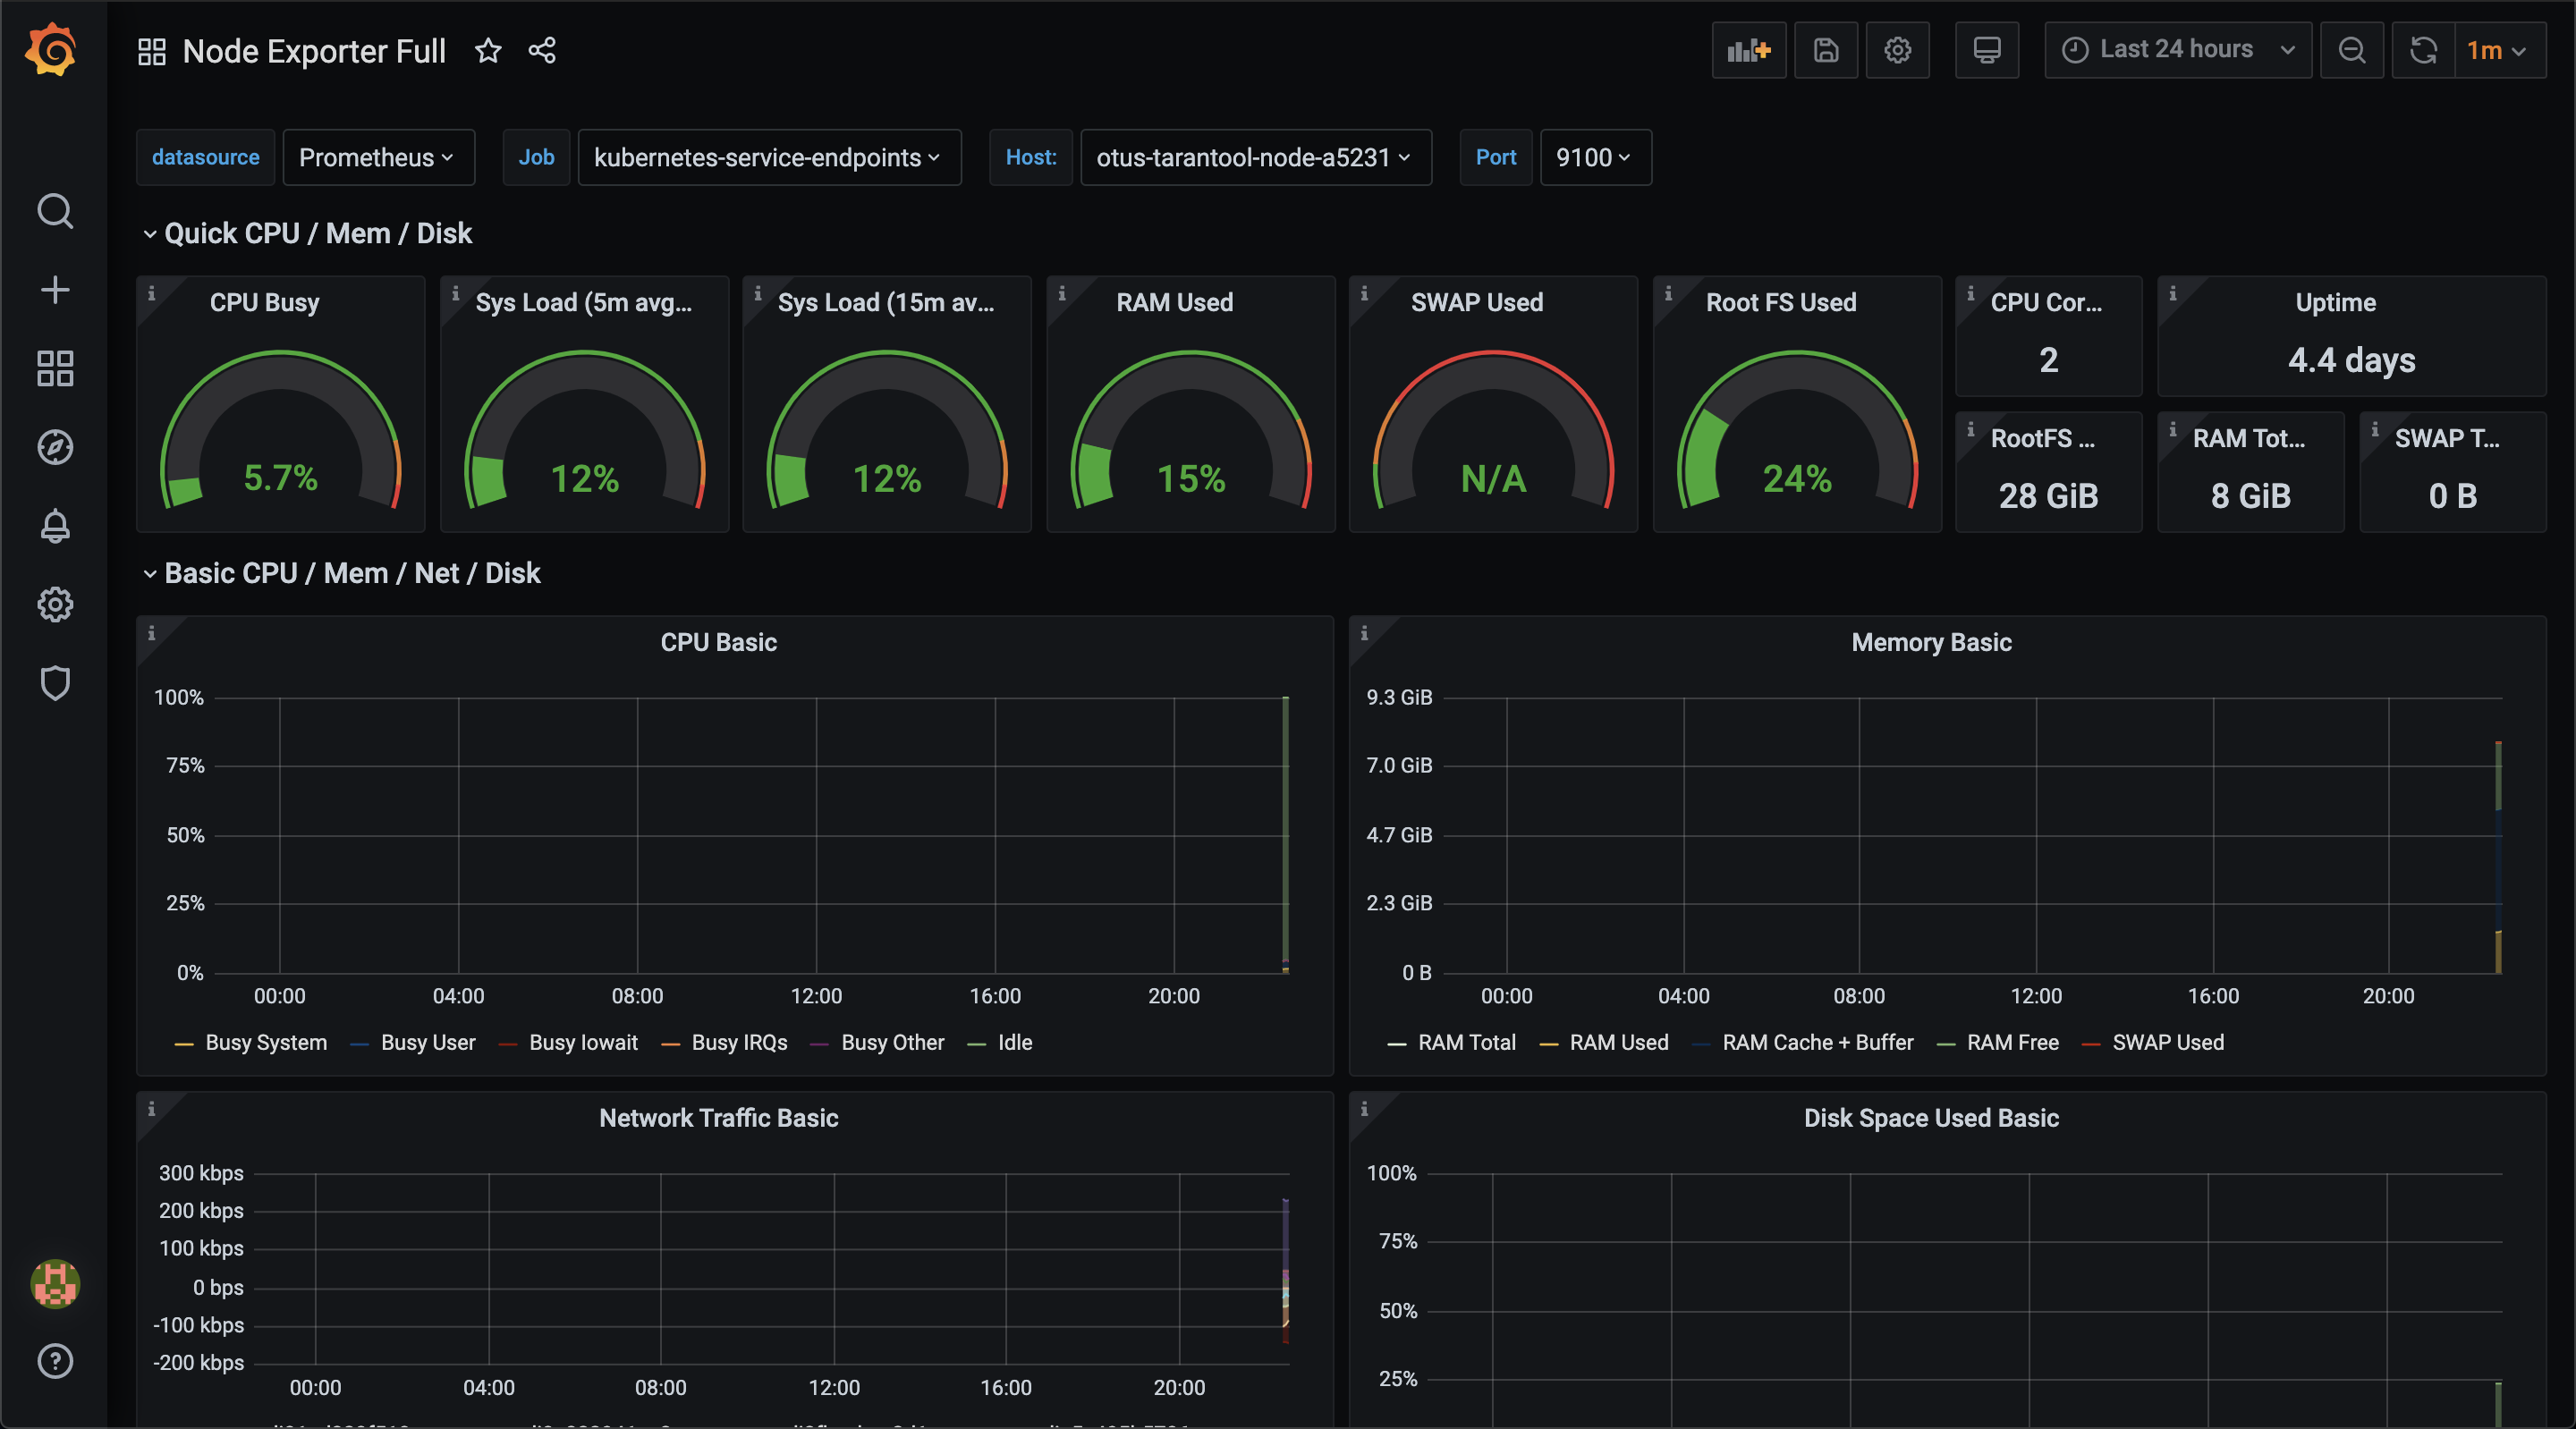 Node Exporter Full
Last 24 hours
1m
datasource Prometheus Job kubernetes-service-endpoints Host: otus-tarantool-node-a5231 Port 9100
Quick CPU / Mem / Disk
CPU Busy
5.7%
Sys Load (5m avg...
12%
Sys Load (15m av...
12%
RAM Used
15%
SWAP Used
N/A
Root FS Used
24%
CPU Cor...
2
Uptime
4.4 days
RootFS ...
28 GiB
RAM Tot...
8 GiB
SWAP T...
0 B
Basic CPU / Mem / Net / Disk
CPU Basic
100%
75%
50%
25%
0%
00:00 04:00 08:00 12:00 16:00 20:00
Busy System Busy User Busy Iowait Busy IRQs Busy Other Idle
Memory Basic
9.3 GiB
7.0 GiB
4.7 GiB
2.3 GiB
0 B
00:00 04:00 08:00 12:00 16:00 20:00
RAM Total RAM Used RAM Cache + Buffer RAM Free SWAP Used
Network Traffic Basic
300 kbps
200 kbps
100 kbps
0 bps
-100 kbps
-200 kbps
00:00 04:00 08:00 12:00 16:00 20:00
Disk Space Used Basic
100%
75%
50%
25%